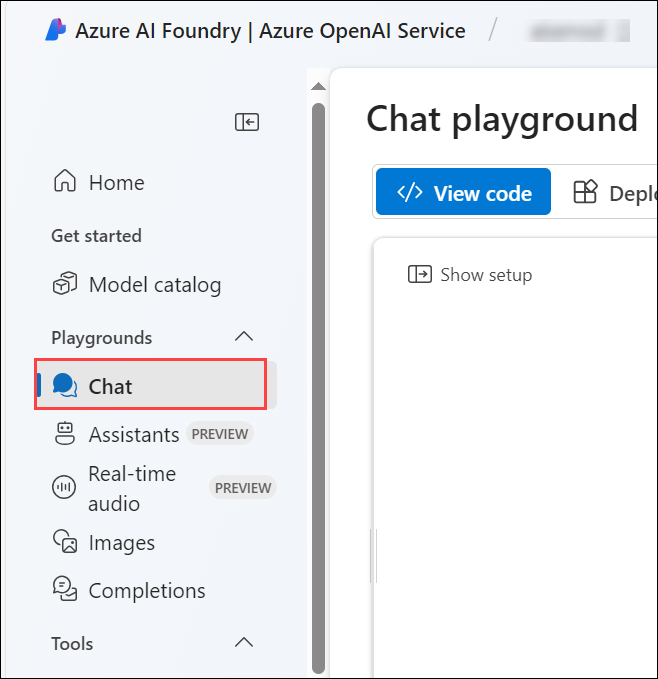 Azure AI Foundry | Azure OpenAI Service /
Home
Get started
Model catalog
Playgrounds
Chat
Assistants PREVIEW
Real-time
audio PREVIEW
Images
Completions
Tools
Chat playground
View code Deplo
Show setup